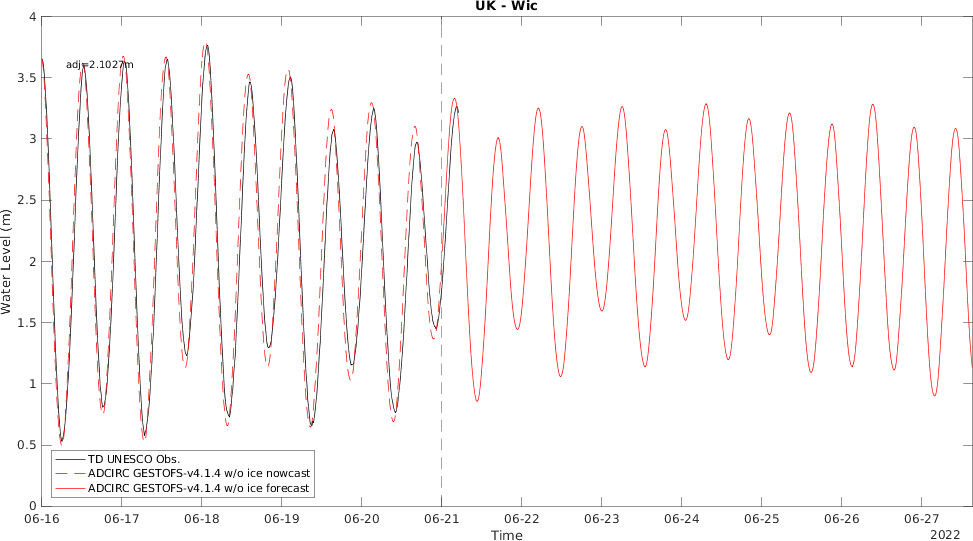 UK - Wic
4
3.5
3
2.5
2
1.5
1
0.5
0
Water Level (m)
adj=2.1027m
TD UNESCO Obs.
ADCIRC GESTOFS-v4.1.4 w/o ice nowcast
ADCIRC GESTOFS-v4.1.4 w/o ice forecast
06-16 06-17 06-18 06-19 06-20 06-21 06-22 06-23 06-24 06-25 06-26 06-27
Time
2022